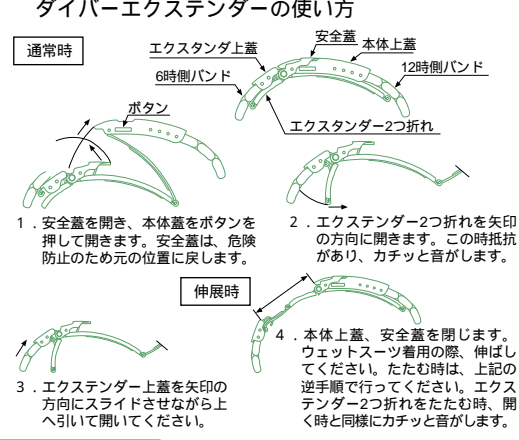 ダイバーエクステンダーの使い方
通常時
エクスタンダ上蓋
安全蓋
本体上蓋
6時側バンド
12時側バンド
ボタン
エクスタンダー2つ折れ
1．安全蓋を開き、本体蓋をボタンを
押して開きます。安全蓋は、危険
防止のため元の位置に戻します。
2．エクステンダー2つ折れを矢印
の方向に開きます。この時抵抗
があり、カチッと音がします。
伸展時
3．エクステンダー上蓋を矢印の
方向にスライドさせながら上
へ引いて開いてください。
4．本体上蓋、安全蓋を閉じます。
ウェットスーツ着用の際、伸ばし
てください。たたむ時は、上記の
逆手順で行ってください。エクス
テンダー2つ折れをたたむ時、開
く時と同様にカチッと音がします。